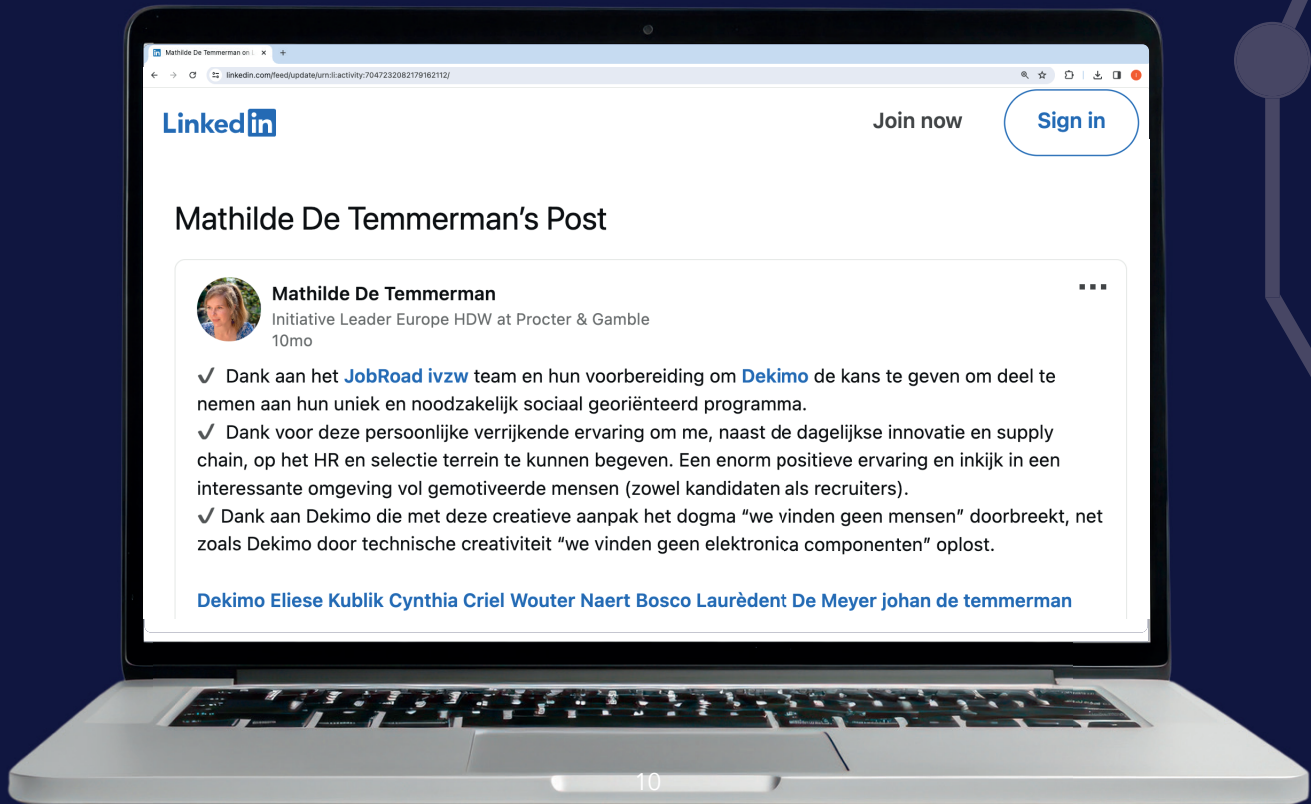 Mathilde De Temmerman on L
linkedin.com/feed/update/urn:li:activity:7047232082179162112/
Linked in
Join now
Sign in
Mathilde De Temmerman's Post
Mathilde De Temmerman
Initiative Leader Europe HDW at Procter & Gamble
10mo
✓ Dank aan het JobRoad ivzw team en hun voorbereiding om Dekimo de kans te geven om deel te
nemen aan hun uniek en noodzakelijk sociaal georiënteerd programma.
✓ Dank voor deze persoonlijke verrijkende ervaring om me, naast de dagelijkse innovatie en supply
chain, op het HR en selectie terrein te kunnen begeven. Een enorm positieve ervaring en inkijk in een
interessante omgeving vol gemotiveerde mensen (zowel kandidaten als recruiters).
✓ Dank aan Dekimo die met deze creatieve aanpak het dogma “we vinden geen mensen” doorbreekt, net
zoals Dekimo door technische creativiteit “we vinden geen elektronica componenten” oplost.
Dekimo Eliese Kublik Cynthia Criel Wouter Naert Bosco Laurèdent De Meyer johan de temmerman
10